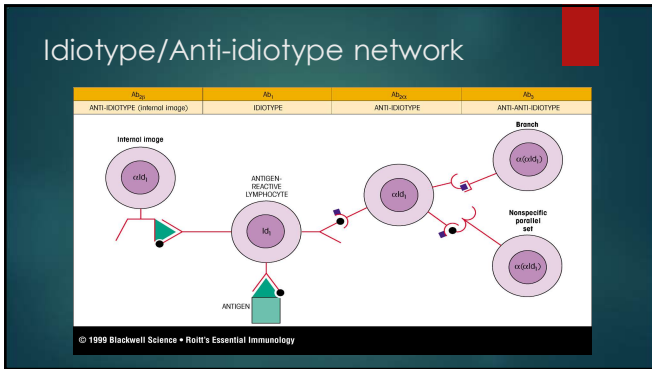 Idiotype/Anti-idiotype network
Ab₂β Ab₁ Ab₂α Ab₃
ANTI-IDIOTYPE (internal image) IDIOTYPE ANTI-IDIOTYPE ANTI-ANTI-IDIOTYPE
Internal image
αId₁
ANTIGEN-
REACTIVE
LYMPHOCYTE
Id₁
ANTIGEN
αId₁
Branch
α(αId₁)
Nonspecific
parallel
set
α(αId₁)
© 1999 Blackwell Science • Roitt's Essential Immunology